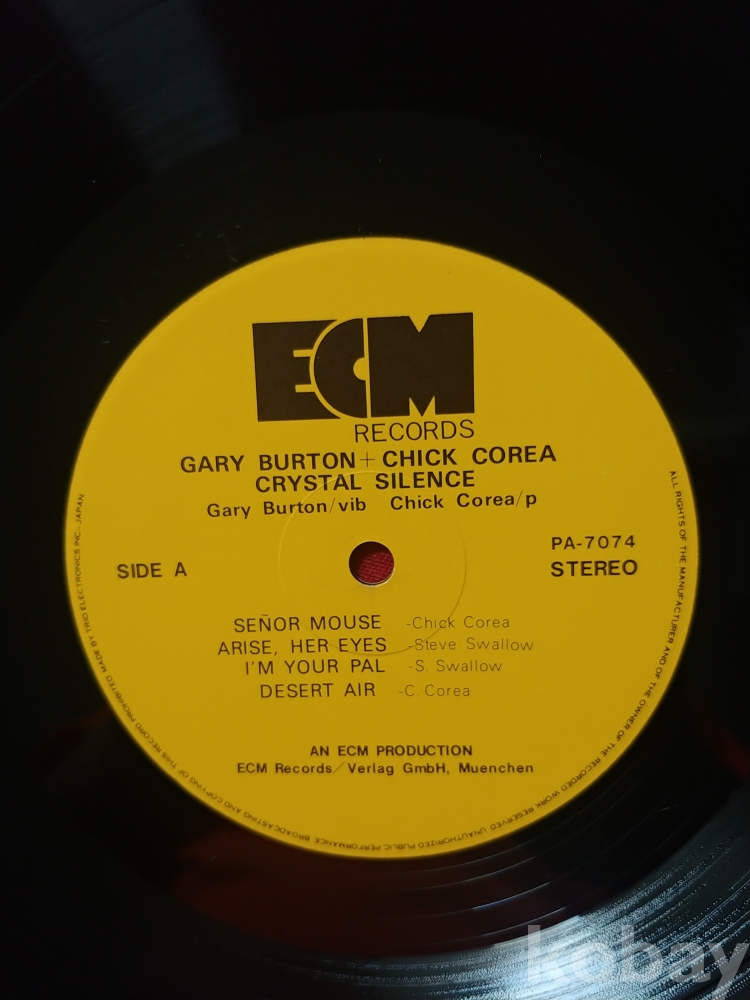 ECM
RECORDS
GARY BURTON + CHICK COREA
CRYSTAL SILENCE
Gary Burton/vib Chick Corea/p
SIDE A
PA-7074
STEREO
SEÑOR MOUSE -Chick Corea
ARISE, HER EYES -Steve Swallow
I'M YOUR PAL -S. Swallow
DESERT AIR -C. Corea
AN ECM PRODUCTION
ECM Records/Verlag GmbH, Muenchen
ALL RIGHTS OF THE MANUFACTURER AND OF THE OWNER OF THE RECORDED WORK RESERVED UNAUTHORIZED PUBLIC PERFORMANCE BROADCASTING AND COPYING OF THIS RECORD PROHIBITED MADE BY TRIO ELECTRONICS INC.-JAPAN
kobay